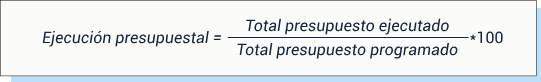 Ejecución presupuestal = Total presupuesto ejecutado / Total presupuesto programado *100